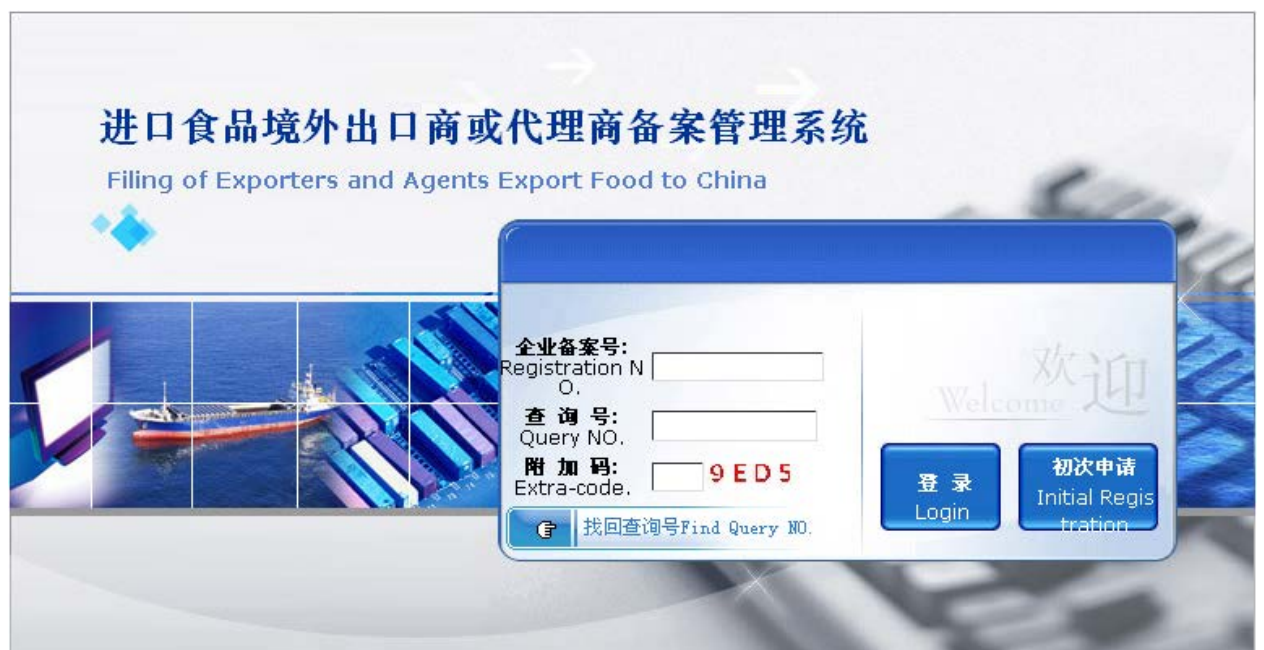 进口食品境外出口商或代理商备案管理系统
Filing of Exporters and Agents Export Food to China
企业备案号:
Registration N
O.
查 询 号:
Query NO.
附 加 码:
Extra-code.
9 E D 5
找回查询号Find Query NO.
欢迎
Welcome
登 录
Login
初次申请
Initial Regis
tration